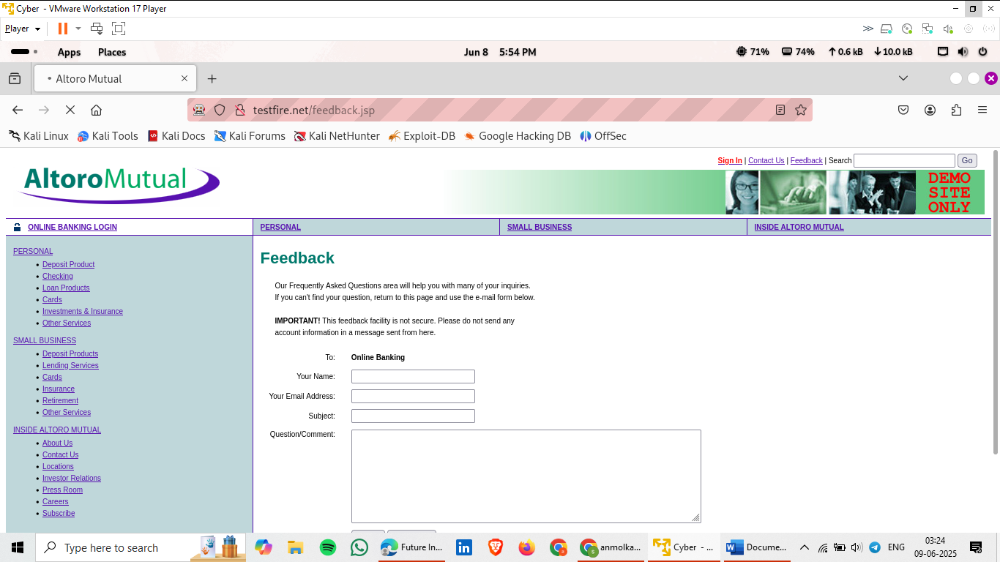 Cyber - VMware Workstation 17 Player
Player
Apps Places Jun 8 5:54 PM 71% 74% 0.6 kB 10.0 kB
Altoro Mutual
testfire.net/feedback.jsp
Kali Linux Kali Tools Kali Docs Kali Forums Kali NetHunter Exploit-DB Google Hacking DB OffSec
Sign In | Contact Us | Feedback | Search Go
AltoroMutual
DEMO
SITE
ONLY
ONLINE BANKING LOGIN PERSONAL SMALL BUSINESS INSIDE ALTORO MUTUAL
PERSONAL
Deposit Product
Checking
Loan Products
Cards
Investments & Insurance
Other Services
SMALL BUSINESS
Deposit Products
Lending Services
Cards
Insurance
Retirement
Other Services
INSIDE ALTORO MUTUAL
About Us
Contact Us
Locations
Investor Relations
Press Room
Careers
Subscribe
Feedback
Our Frequently Asked Questions area will help you with many of your inquiries.
If you can't find your question, return to this page and use the e-mail form below.
IMPORTANT! This feedback facility is not secure. Please do not send any
account information in a message sent from here.
To: Online Banking
Your Name:
Your Email Address:
Subject:
Question/Comment:
Type here to search
Future In...
anmolka...
Cyber - ...
Docume...
ENG
03:24
09-06-2025